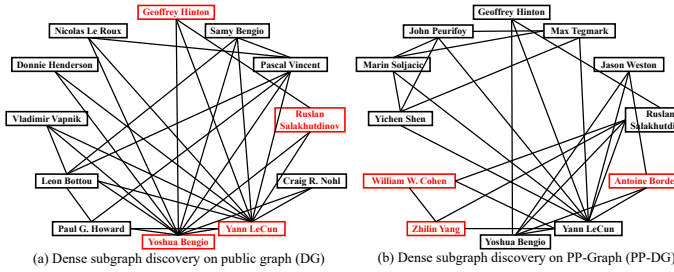 Geoffrey Hinton
Nicolas Le Roux
Samy Bengio
Donnie Henderson
Pascal Vincent
Vladimir Vapnik
Ruslan
Salakhutdinov
Leon Bottou
Craig R. Nohl
Paul G. Howard
Yann LeCun
Yoshua Bengio
(a) Dense subgraph discovery on public graph (DG)
Geoffrey Hinton
John Peurifoy
Max Tegmark
Marin Soljacic
Jason Weston
Yichen Shen
Ruslan
Salakhutdi
William W. Cohen
Antoine Borde
Zhilin Yang
Yann LeCun
Yoshua Bengio
(b) Dense subgraph discovery on PP-Graph (PP-DG)